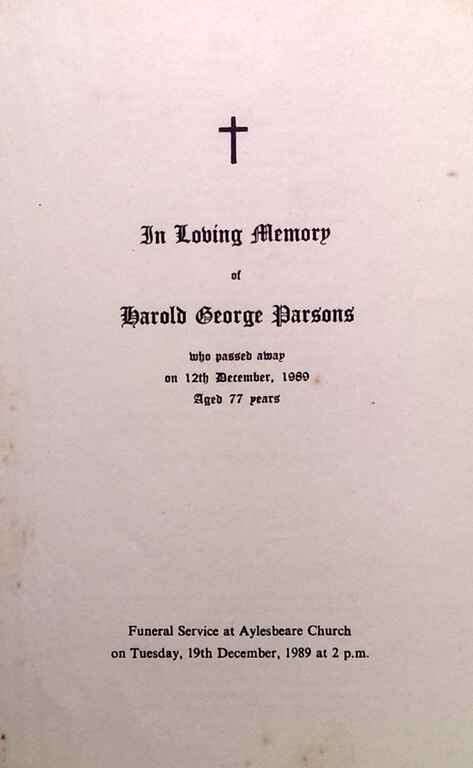 In Loving Memory
of
Harold George Parsons
who passed away
on 12th December, 1989
Aged 77 years
Funeral Service at Aylesbeare Church
on Tuesday, 19th December, 1989 at 2 p.m.